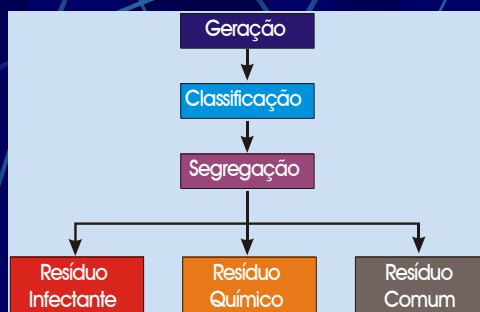 Geração
Classificação
Segregação
Resíduo
Infectante
Resíduo
Químico
Resíduo
Comum